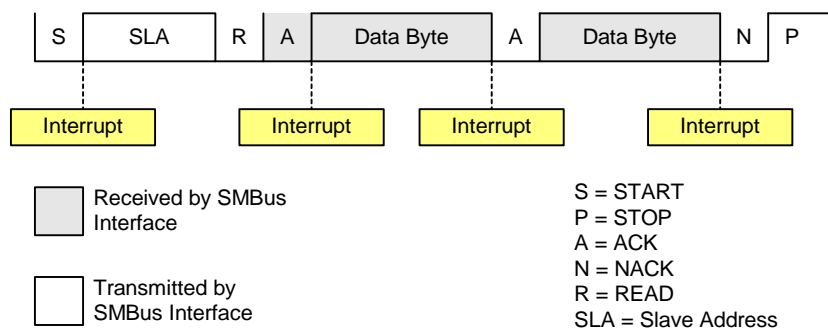 S SLA R A Data Byte A Data Byte N P
Interrupt Interrupt Interrupt Interrupt
Received by SMBus
Interface
Transmitted by
SMBus Interface
S = START
P = STOP
A = ACK
N = NACK
R = READ
SLA = Slave Address